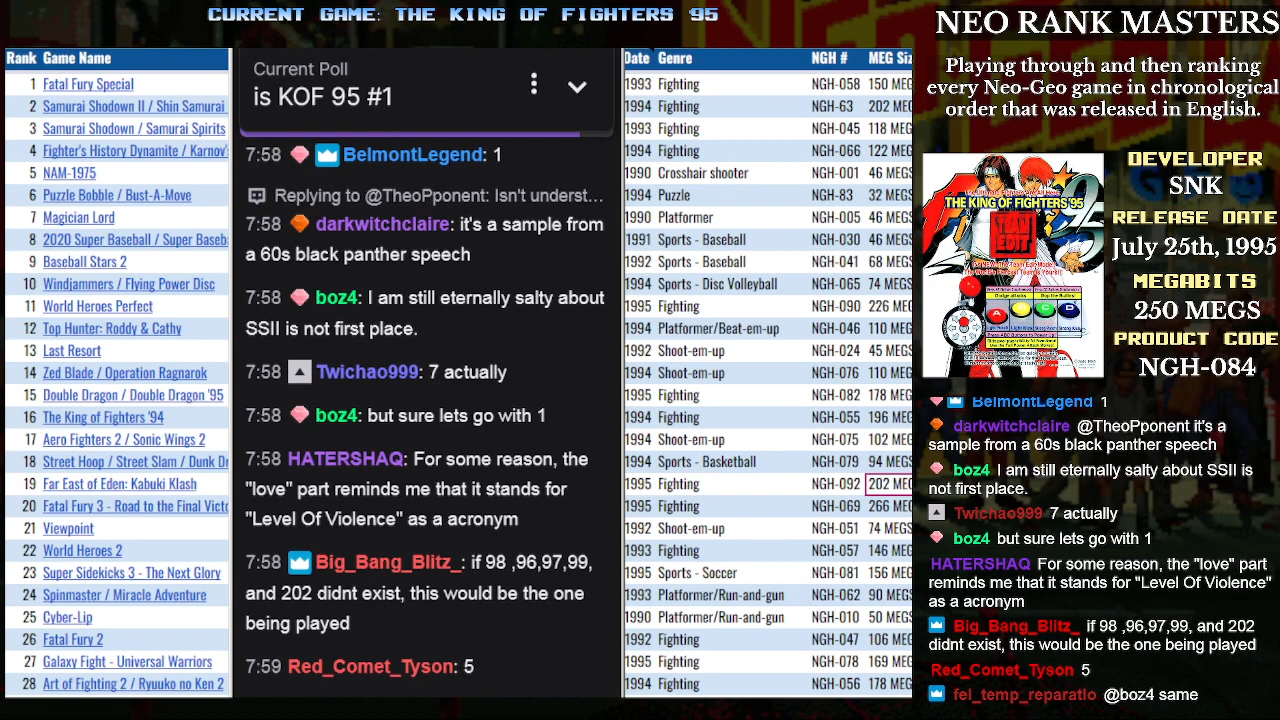 CURRENT GAME: THE KING OF FIGHTERS 95
Rank Game Name
1 Fatal Fury Special
2 Samurai Shodown II / Shin Samurai
3 Samurai Shodown / Samurai Spirits
4 Fighter's History Dynamite / Karnov'
5 NAM-1975
6 Puzzle Bobble / Bust-A-Move
7 Magician Lord
8 2020 Super Baseball / Super Baseb
9 Baseball Stars 2
10 Windjammers / Flying Power Disc
11 World Heroes Perfect
12 Top Hunter: Roddy & Cathy
13 Last Resort
14 Zed Blade / Operation Ragnarok
15 Double Dragon / Double Dragon '95
16 The King of Fighters '94
17 Aero Fighters 2 / Sonic Wings 2
18 Street Hoop / Street Slam / Dunk D
19 Far East of Eden: Kabuki Klash
20 Fatal Fury 3 - Road to the Final Victo
21 Viewpoint
22 World Heroes 2
23 Super Sidekicks 3 - The Next Glory
24 Spinmaster / Miracle Adventure
25 Cyber-Lip
26 Fatal Fury 2
27 Galaxy Fight - Universal Warriors
28 Art of Fighting 2 / Ryuuko no Ken 2
Current Poll
is KOF 95 #1
7:58 BelmontLegend: 1
Replying to @TheoPponent: Isn't underst...
7:58 darkwitchclaire: it's a sample from
a 60s black panther speech
7:58 boz4: I am still eternally salty about
SSII is not first place.
7:58 Twichao999: 7 actually
7:58 boz4: but sure lets go with 1
7:58 HATERSHAQ: For some reason, the
"love" part reminds me that it stands for
"Level Of Violence" as a acronym
7:58 Big_Bang_Blitz_: if 98 ,96,97,99,
and 202 didnt exist, this would be the one
being played
7:59 Red_Comet_Tyson: 5
Date Genre NGH # MEG Siz
1993 Fighting NGH-058 150 MEGS
1994 Fighting NGH-63 202 MEG
1993 Fighting NGH-045 118 MEGS
1994 Fighting NGH-066 122 MEGS
1990 Crosshair shooter NGH-001 46 MEGS
1994 Puzzle NGH-83 32 MEGS
1990 Platformer NGH-005 46 MEGS
1991 Sports - Baseball NGH-030 46 MEGS
1992 Sports - Baseball NGH-041 68 MEGS
1994 Sports - Disc Volleyball NGH-065 74 MEGS
1995 Fighting NGH-090 226 MEG
1994 Platformer/Beat-em-up NGH-046 110 MEGS
1992 Shoot-em-up NGH-024 45 MEGS
1994 Shoot-em-up NGH-076 110 MEGS
1995 Fighting NGH-082 178 MEG
1994 Fighting NGH-055 196 MEG
1994 Shoot-em-up NGH-075 102 MEG
1994 Sports - Basketball NGH-079 94 MEGS
1995 Fighting NGH-092 202 MEG
1995 Fighting NGH-069 266 MEG
1992 Shoot-em-up NGH-051 74 MEGS
1993 Fighting NGH-057 146 MEG
1995 Sports - Soccer NGH-081 156 MEG
1993 Platformer/Run-and-gun NGH-062 90 MEGS
1990 Platformer/Run-and-gun NGH-010 50 MEGS
1992 Fighting NGH-047 106 MEG
1995 Fighting NGH-078 169 MEG
1994 Fighting NGH-056 178 MEG
NEO RANK MASTERS
Playing through and then ranking
every Neo-Geo game in chronological
order that was released in English.
THE KING OF FIGHTERS '95
TEAM
EDIT
A
B
C
D
DEVELOPER
SNK
RELEASE DATE
July 25th, 1995
MEGABITS
250 MEGS
PRODUCT CODE
NGH-084
BelmontLegend 1
darkwitchclaire @TheoPponent it's a
sample from a 60s black panther speech
boz4 I am still eternally salty about SSII is
not first place.
Twichao999 7 actually
boz4 but sure lets go with 1
HATERSHAQ For some reason, the "love" part
reminds me that it stands for "Level Of Violence"
as a acronym
Big_Bang_Blitz_ if 98 ,96,97,99, and 202
didnt exist, this would be the one being played
Red_Comet_Tyson 5
fel_temp_reparatio @boz4 same